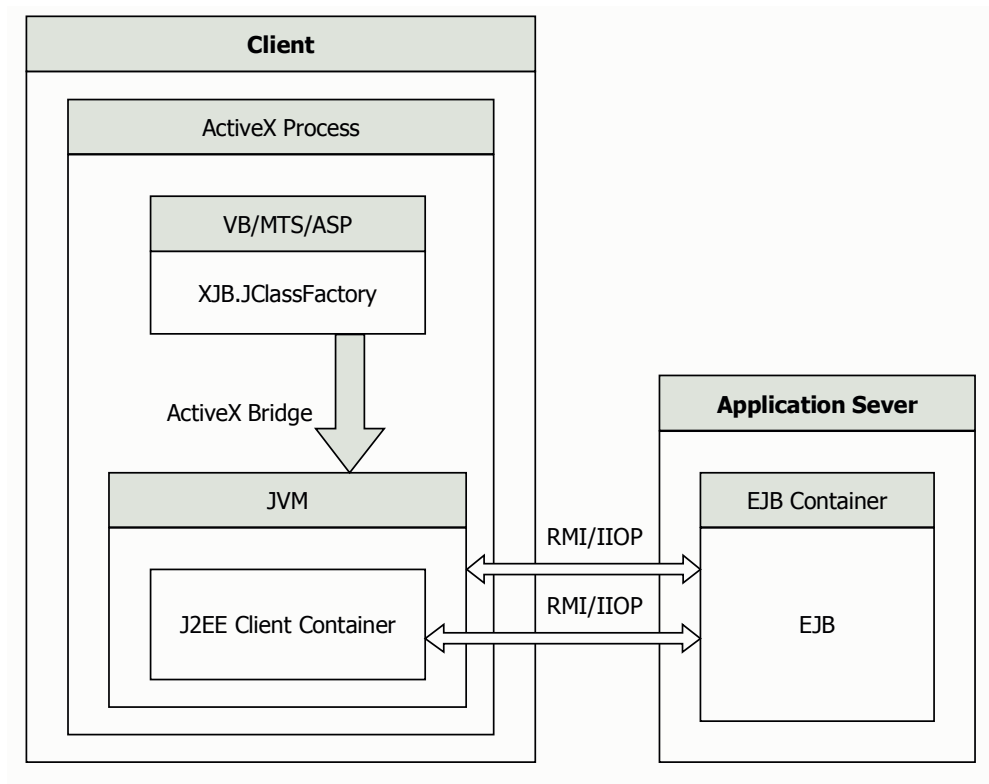 Client
ActiveX Process
VB/MTS/ASP
XJB.JClassFactory
ActiveX Bridge
JVM
J2EE Client Container
RMI/IIOP
RMI/IIOP
Application Sever
EJB Container
EJB